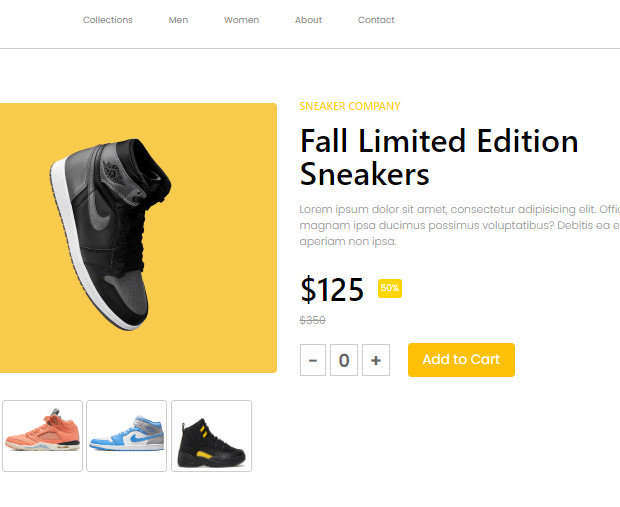 Collections Men Women About Contact
SNEAKER COMPANY
Fall Limited Edition
Sneakers
Lorem ipsum dolor sit amet, consectetur adipisicing elit.
magnam ipsa ducimus possimus voluptatibus? Debitis ea
aperiam non ipsa.
$125 50%
$350
- 0 +
Add to Cart